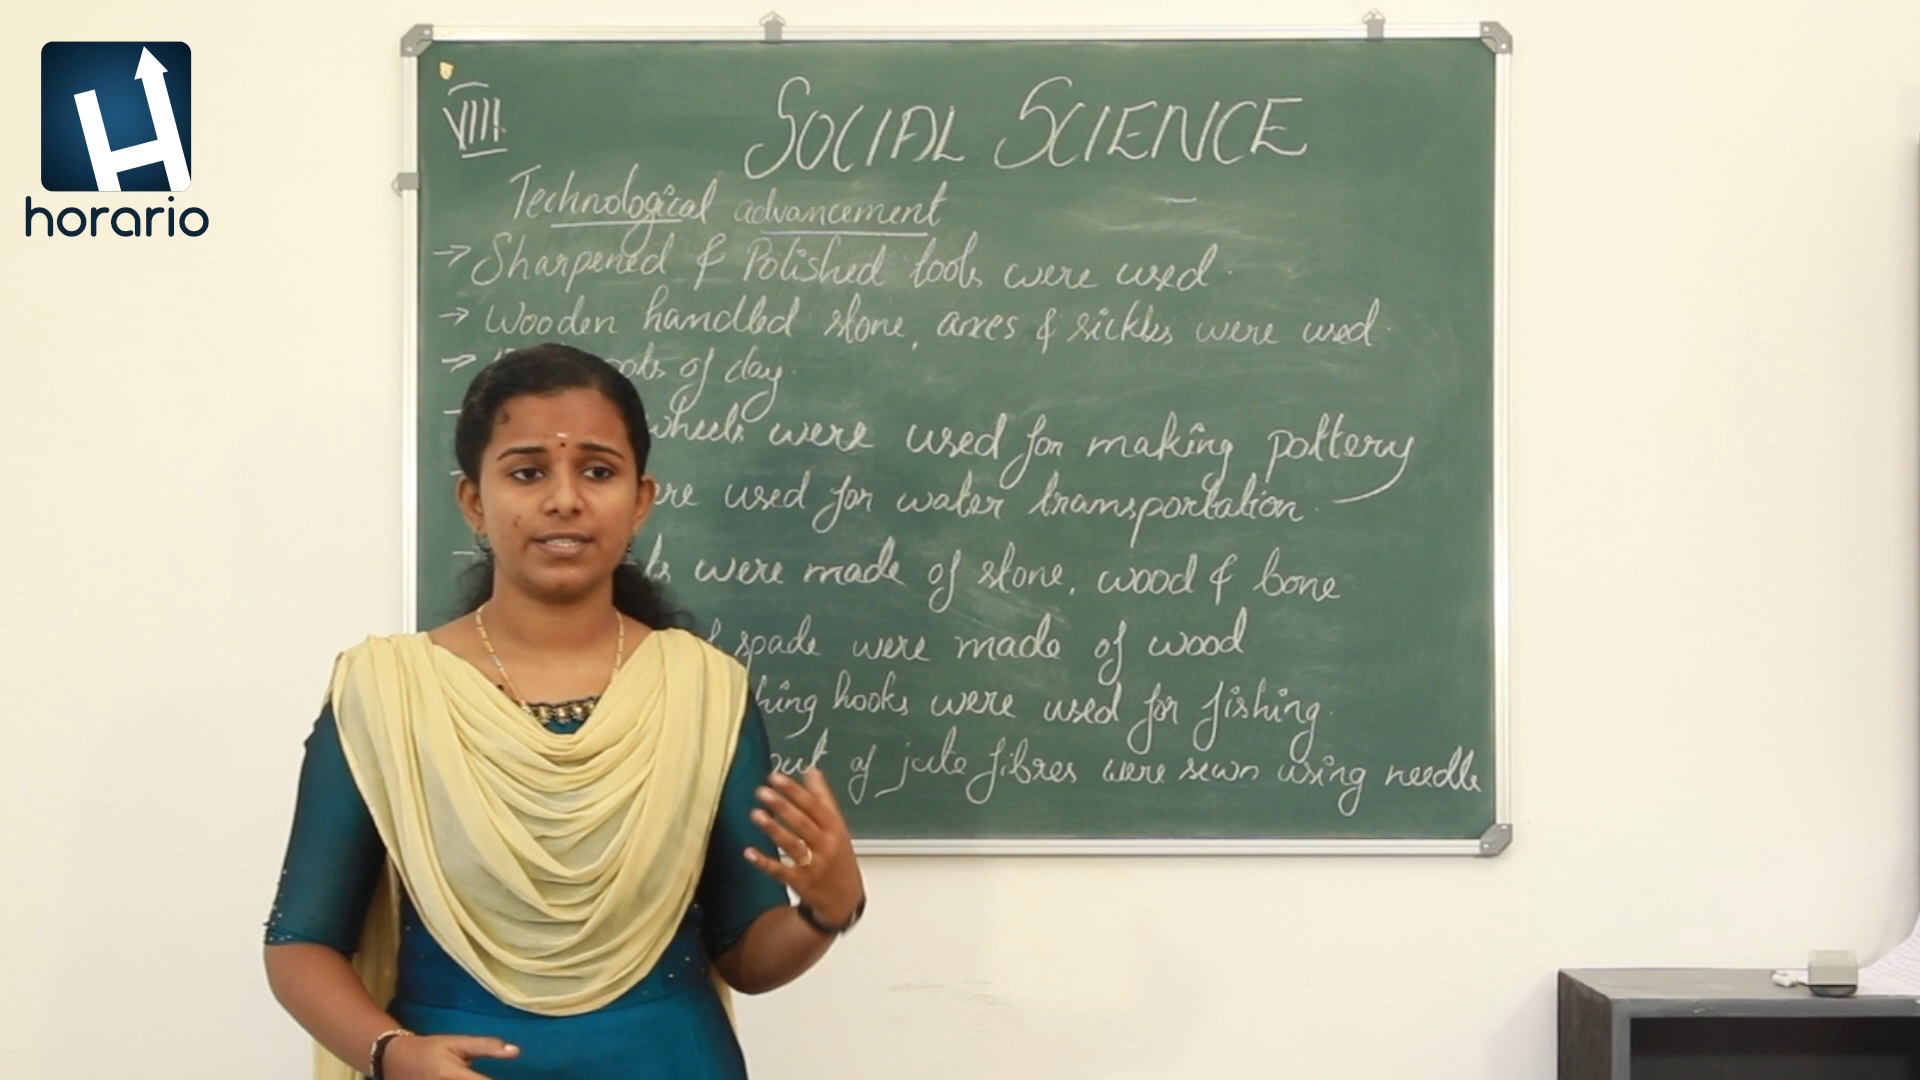 horario
VIIII
SOCIAL SCIENCE
Technological advancement
→ Sharpened & Polished tools were used.
→ Wooden handled stone, axes & sickles were used.
→ of clay.
wheels were used for making pottery
used for water transportation.
were made of stone, wood & bone
spade were made of wood
hooks were used for fishing.
out of jute fibres were sewn using needle